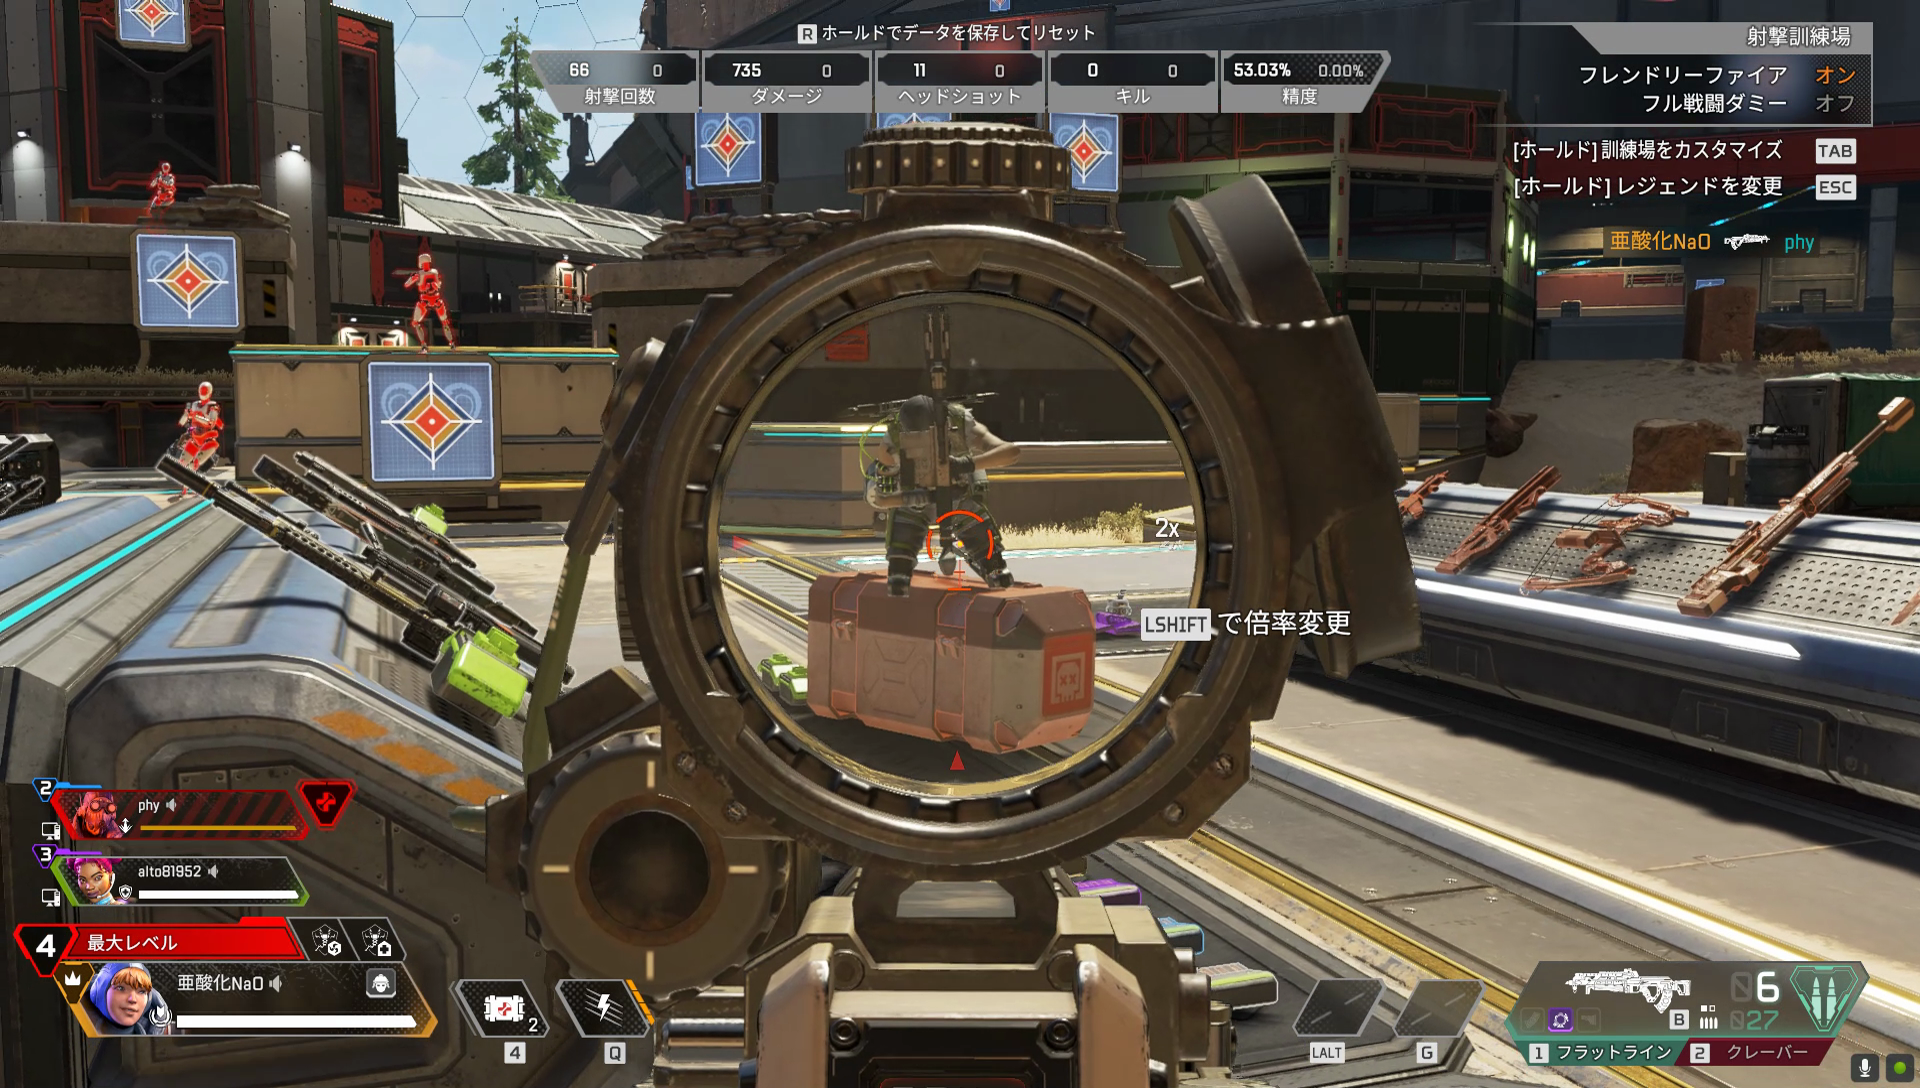 R ホールドでデータを保存してリセット
66 0 735 0 11 0 0 0 53.03% 0.00%
射撃回数 ダメージ ヘッドショット キル 精度
射撃訓練場
フレンドリーファイア オン
フル戦闘ダミー オフ
[ホールド]訓練場をカスタマイズ TAB
[ホールド]レジェンドを変更 ESC
亜酸化NaO phy
2x
LSHIFT で倍率変更
2
phy
3
alto81952
4 最大レベル
亜酸化NaO
2
4 Q
LALT G
06
B 027
1 フラットライン 2 クレーバー